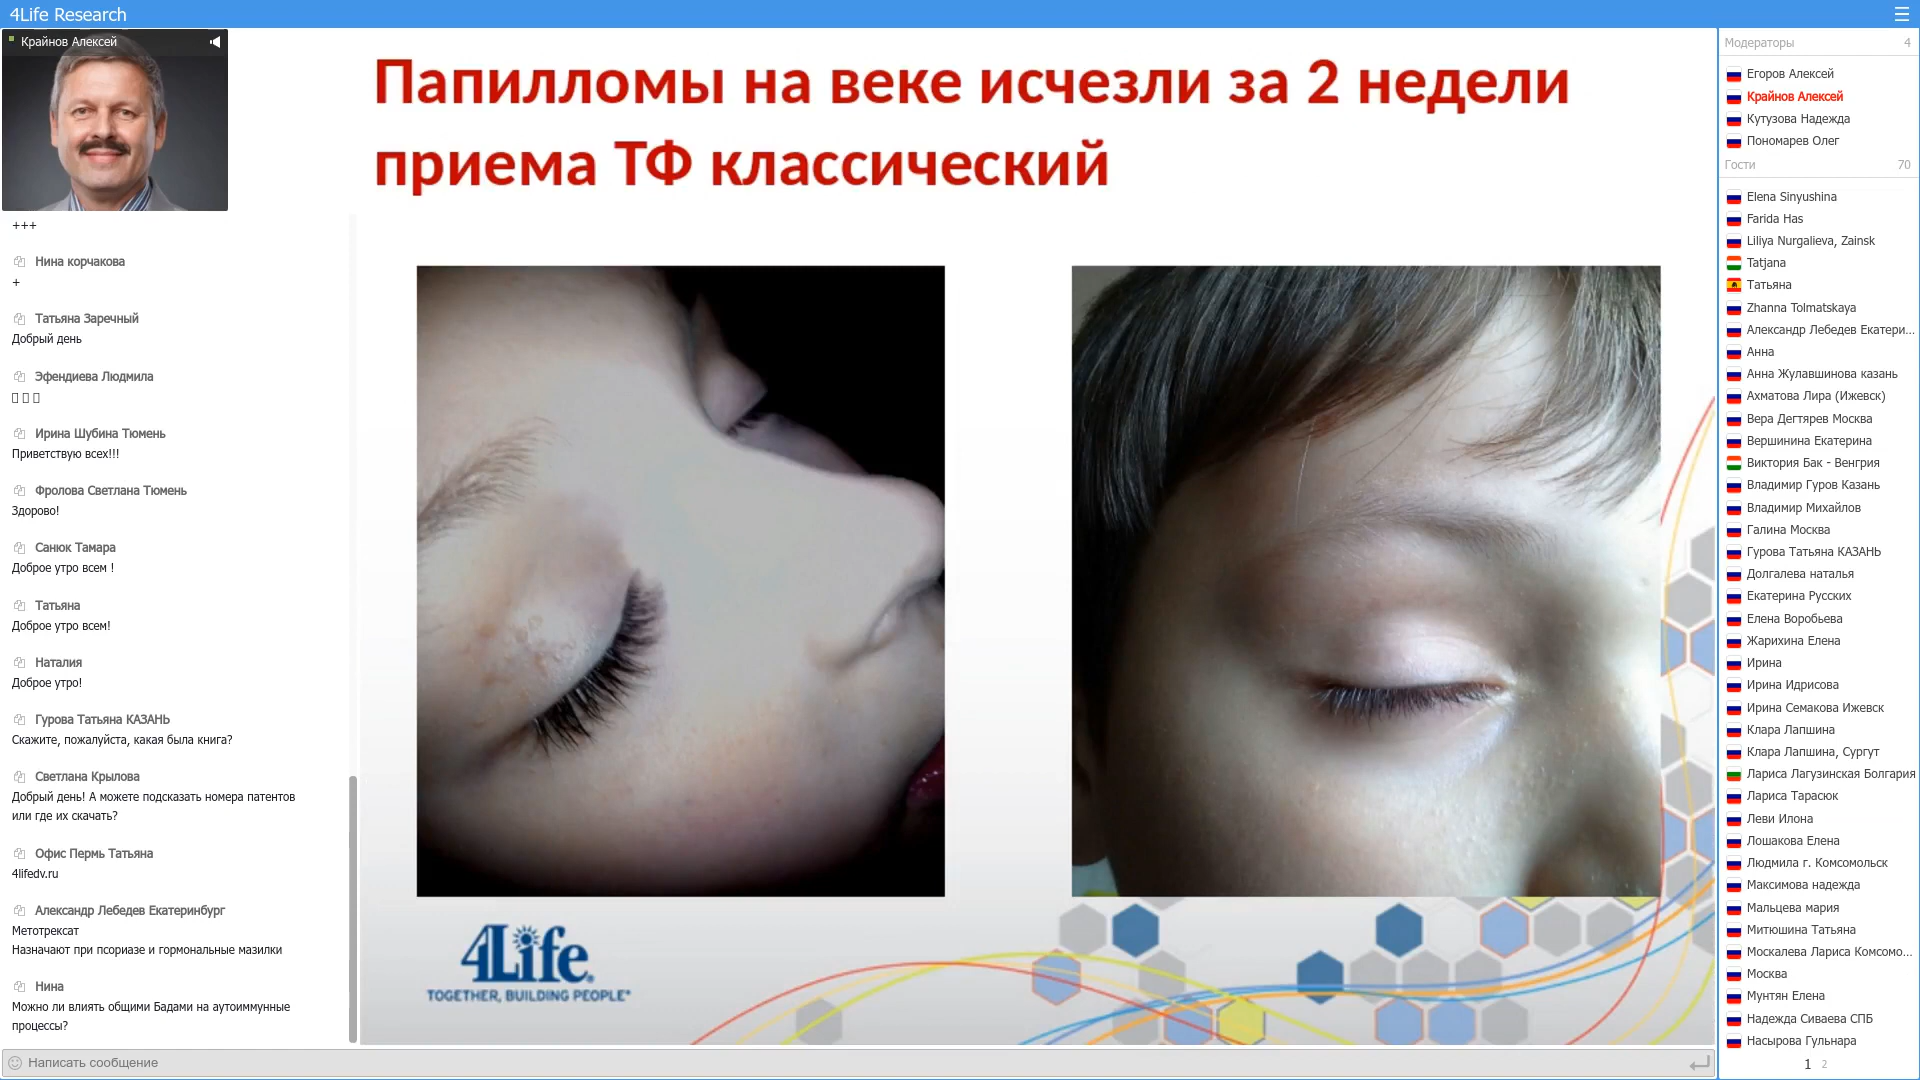 4Life Research
Крайнов Алексей
+++
Нина корчакова
+
Татьяна Заречный
Добрый день
Эфендиева Людмила
Ирина Шубина Тюмень
Приветствую всех!!!
Фролова Светлана Тюмень
Здорово!
Санюк Тамара
Доброе утро всем !
Татьяна
Доброе утро всем!
Наталия
Доброе утро!
Гурова Татьяна КАЗАНЬ
Скажите, пожалуйста, какая была книга?
Светлана Крылова
Добрый день! А можете подсказать номера патентов
или где их скачать?
Офис Пермь Татьяна
4lifedv.ru
Александр Лебедев Екатеринбург
Метотрексат
Назначают при псориазе и гормональные мазилки
Нина
Можно ли влиять общими Бадами на аутоиммунные
процессы?
Написать сообщение
Папилломы на веке исчезли за 2 недели
приема ТФ классический
4Life
TOGETHER, BUILDING PEOPLE
Модераторы 4
Егоров Алексей
Крайнов Алексей
Кутузова Надежда
Пономарев Олег
Гости 70
Elena Sinyushina
Farida Has
Liliya Nurgalieva, Zainsk
Tatjana
Татьяна
Zhanna Tolmatskaya
Александр Лебедев Екатери...
Анна
Анна Жулавшинова казань
Ахматова Лира (Ижевск)
Вера Дегтярев Москва
Вершинина Екатерина
Виктория Бак - Венгрия
Владимир Гуров Казань
Владимир Михайлов
Галина Москва
Гурова Татьяна КАЗАНЬ
Долгалева наталья
Екатерина Русских
Елена Воробьева
Жарихина Елена
Ирина
Ирина Идрисова
Ирина Семакова Ижевск
Клара Лапшина
Клара Лапшина, Сургут
Лариса Лагузинская Болгария
Лариса Тарасюк
Леви Илона
Лошакова Елена
Людмила г. Комсомольск
Максимова надежда
Мальцева мария
Митюшина Татьяна
Москалева Лариса Комсомо...
Москва
Мунтян Елена
Надежда Сиваева СПБ
Насырова Гульнара
1 2